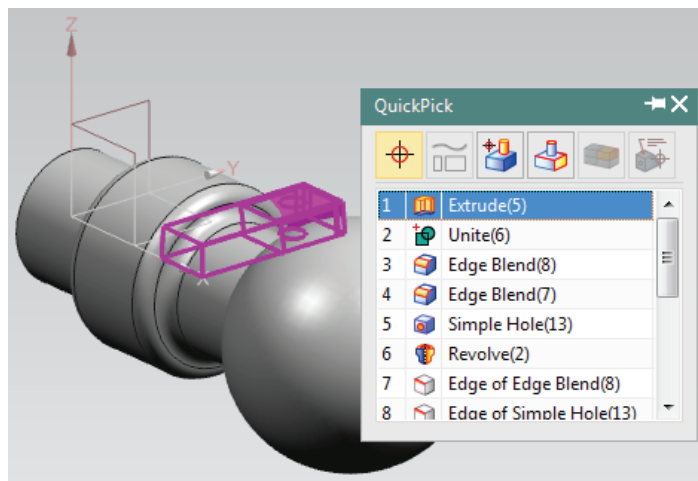 Z
Y
X
QuickPick
1 Extrude(5)
2 Unite(6)
3 Edge Blend(8)
4 Edge Blend(7)
5 Simple Hole(13)
6 Revolve(2)
7 Edge of Edge Blend(8)
8 Edge of Simple Hole(13)